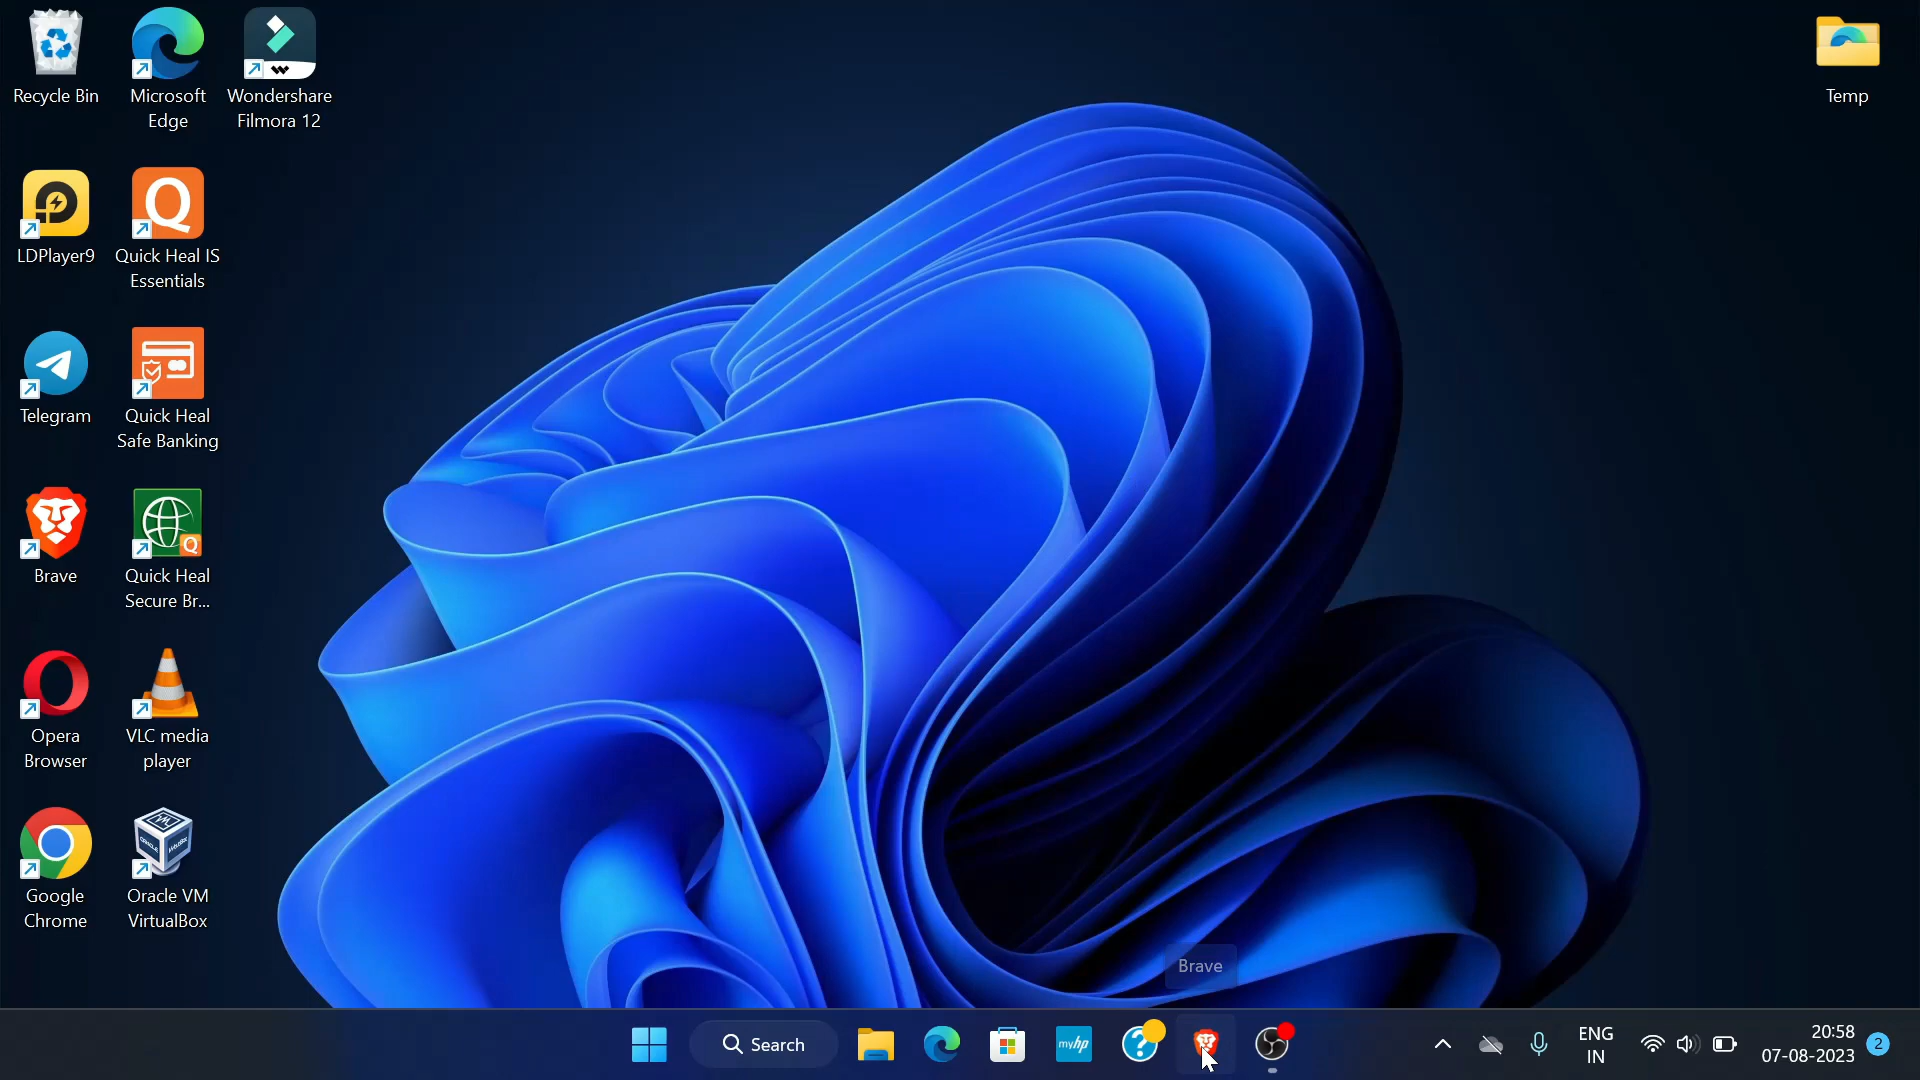 Recycle Bin
Microsoft
Edge
Wondershare
Filmora 12
Temp
LDPlayer9
Quick Heal IS
Essentials
Telegram
Quick Heal
Safe Banking
Brave
Quick Heal
Secure Br...
Opera
Browser
VLC media
player
Google
Chrome
Oracle VM
VirtualBox
Brave
Search
myhp
ENG
IN
20:58
07-08-2023
2